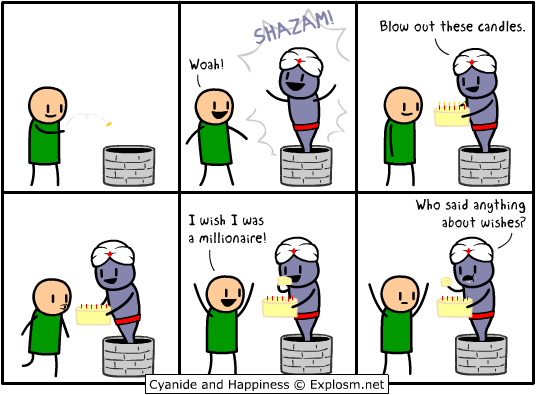 Woah!
SHAZAM!
Blow out these candles.
I wish I was
a millionaire!
Who said anything
about wishes?
Cyanide and Happiness © Explosm.net